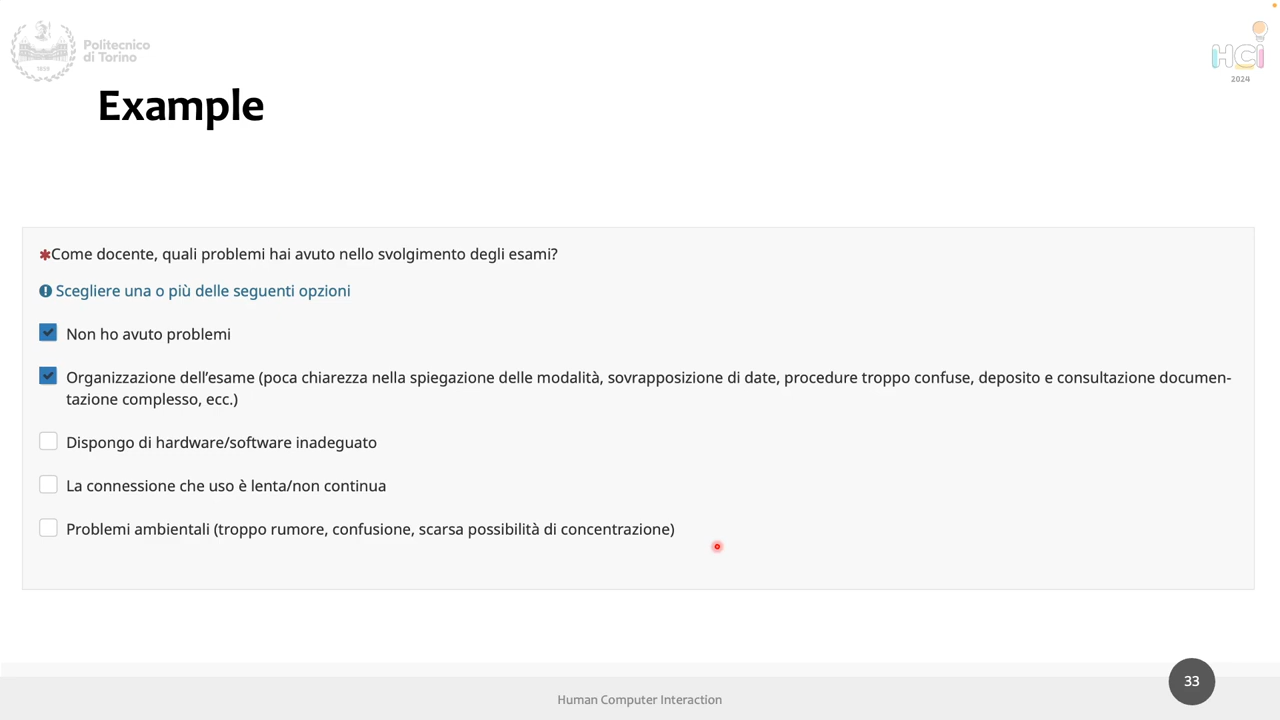 Politecnico
di Torino
1859
HCI
2024
Example
*Come docente, quali problemi hai avuto nello svolgimento degli esami?
Scegliere una o più delle seguenti opzioni
Non ho avuto problemi
Organizzazione dell’esame (poca chiarezza nella spiegazione delle modalità, sovrapposizione di date, procedure troppo confuse, deposito e consultazione documen-
tazione complesso, ecc.)
Dispongo di hardware/software inadeguato
La connessione che uso è lenta/non continua
Problemi ambientali (troppo rumore, confusione, scarsa possibilità di concentrazione)
33
Human Computer Interaction